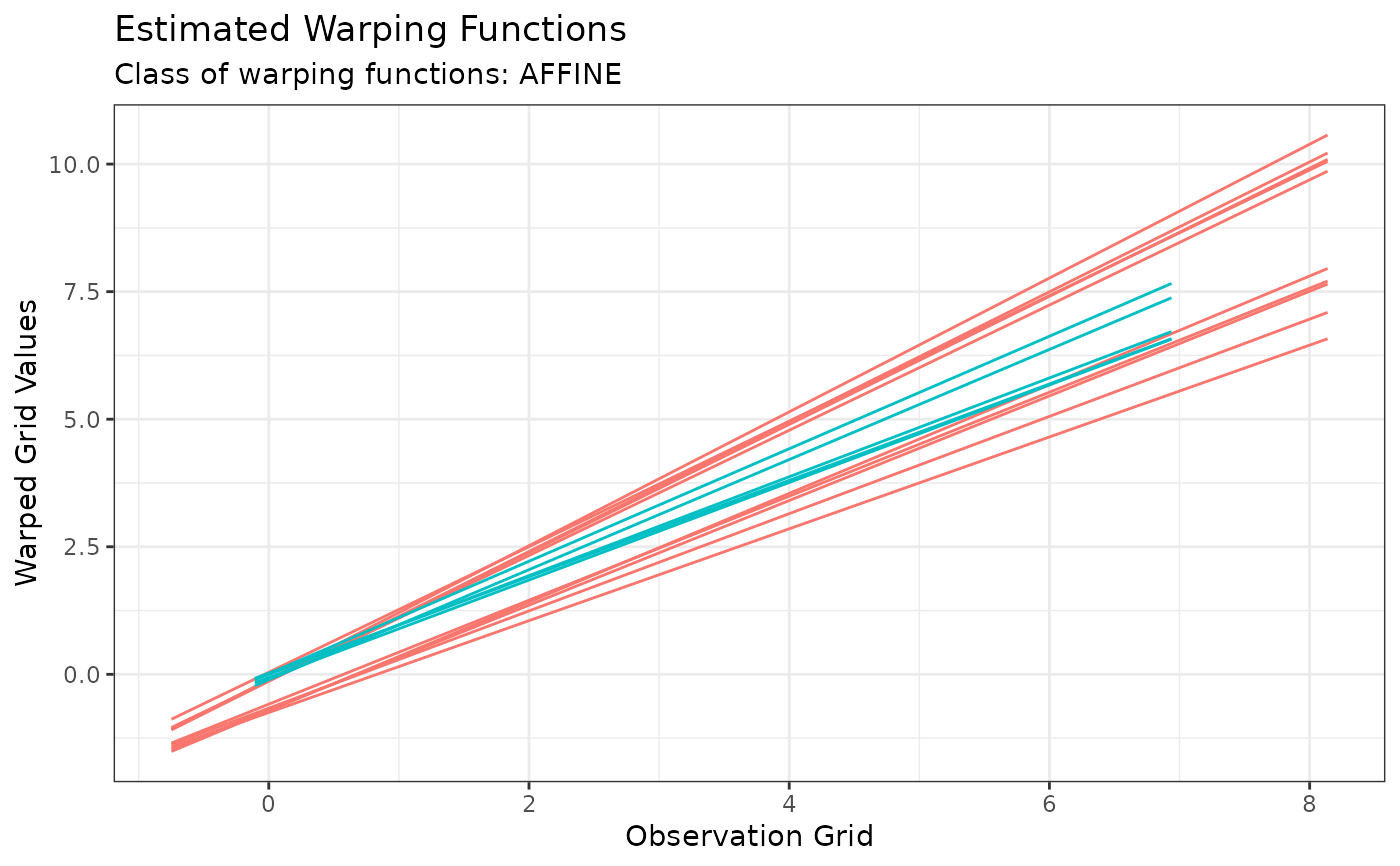 Estimated Warping Functions
Class of warping functions: AFFINE
Warped Grid Values
10.0
7.5
5.0
2.5
0.0
0 2 4 6 8
Observation Grid